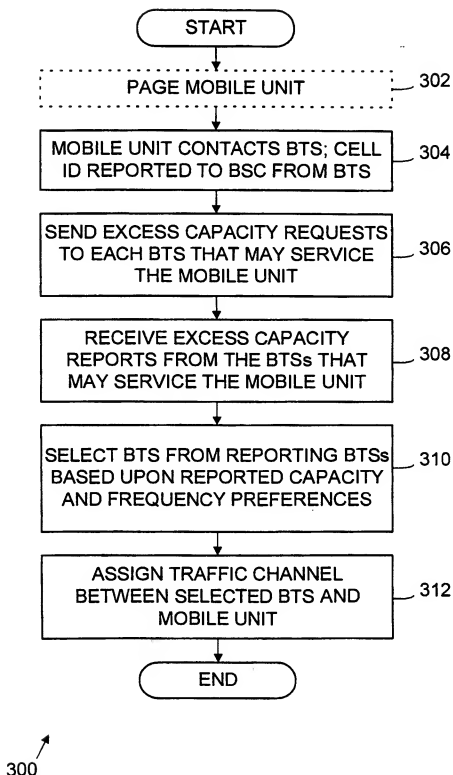 START
PAGE MOBILE UNIT
302
MOBILE UNIT CONTACTS BTS; CELL
ID REPORTED TO BSC FROM BTS
304
SEND EXCESS CAPACITY REQUESTS
TO EACH BTS THAT MAY SERVICE
THE MOBILE UNIT
306
RECEIVE EXCESS CAPACITY
REPORTS FROM THE BTSs THAT
MAY SERVICE THE MOBILE UNIT
308
SELECT BTS FROM REPORTING BTSs
BASED UPON REPORTED CAPACITY
AND FREQUENCY PREFERENCES
310
ASSIGN TRAFFIC CHANNEL
BETWEEN SELECTED BTS AND
MOBILE UNIT
312
END
300